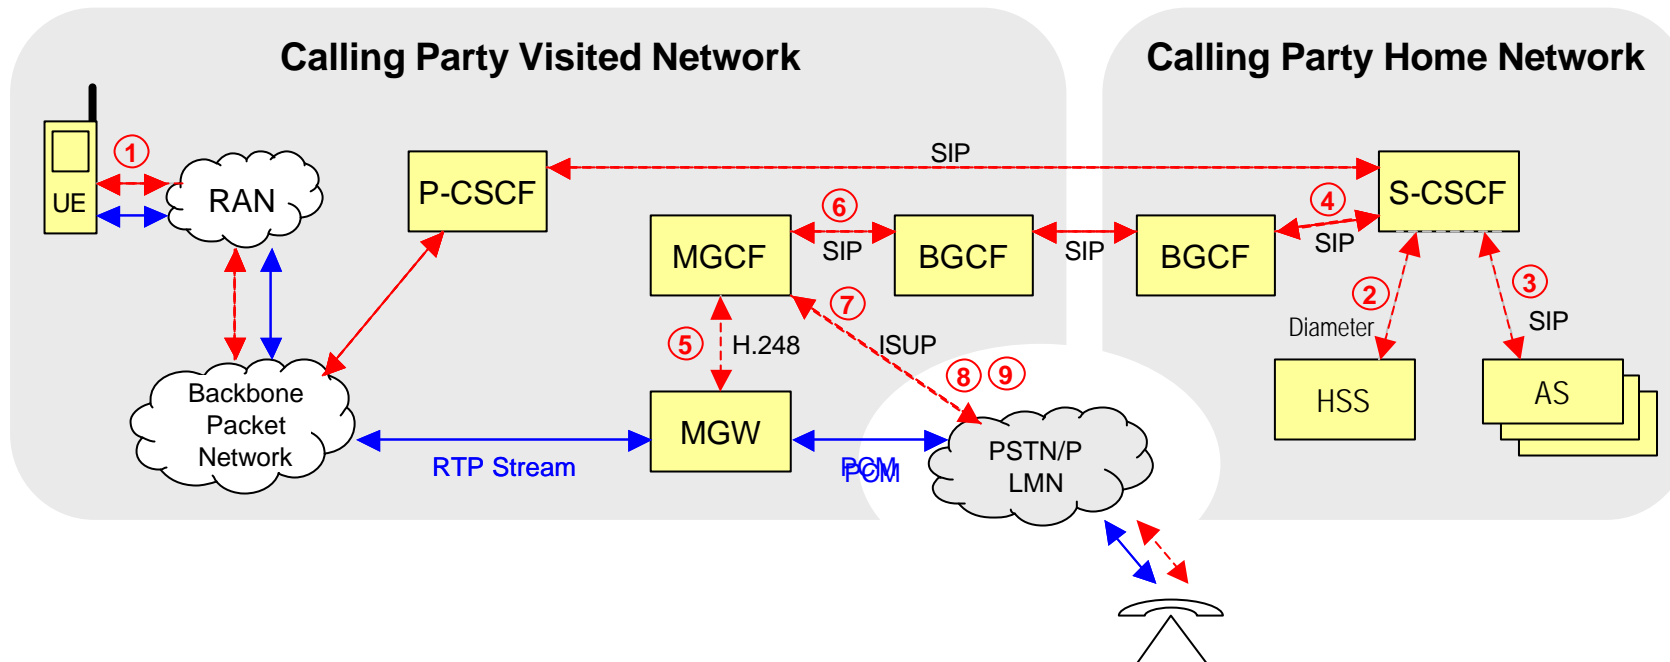 Calling Party Visited Network
Calling Party Home Network
1
UE
RAN
P-CSCF
SIP
S-CSCF
6
4
MGCF
SIP
BGCF
SIP
BGCF
SIP
7
2
3
Diameter
SIP
5
H.248
ISUP
8
9
Backbone
Packet
Network
MGW
HSS
AS
RTP Stream
PCM
PCM
PSTN/P
LMN